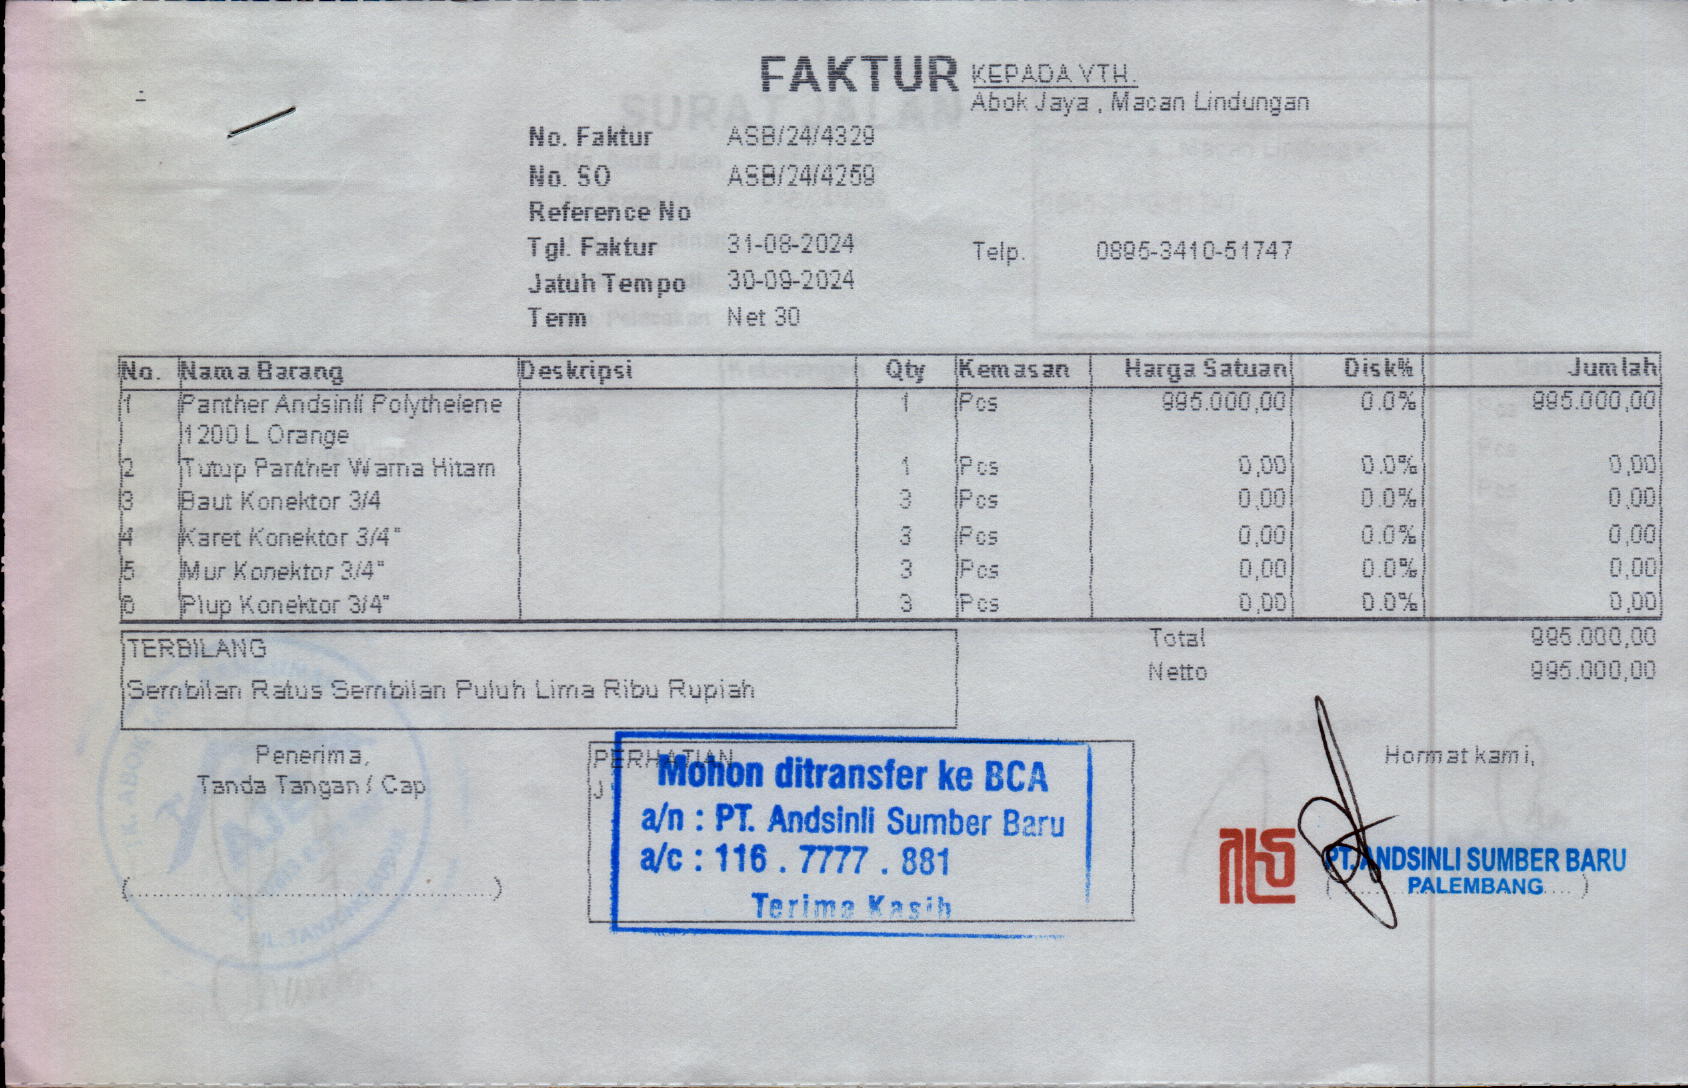 FAKTUR
KEPADA YTH.
Abok Jaya , Macan Lindungan
No. Faktur ASB/24/4329
No. SO ASB/24/4259
Reference No
Tgl. Faktur 31-08-2024 Telp. 0895-3410-51747
Jatuh Tempo 30-09-2024
Term Net 30
No. Nama Barang Deskripsi Qty Kemasan Harga Satuan Disk% Jumlah
1 Panther Andsinli Polythelene 1 Pcs 995.000,00 0.0% 995.000,00
1200 L Orange
2 Tutup Panther Warna Hitam 1 Pcs 0,00 0.0% 0,00
3 Baut Konektor 3/4 3 Pcs 0,00 0.0% 0,00
4 Karet Konektor 3/4" 3 Pcs 0,00 0.0% 0,00
5 Mur Konektor 3/4" 3 Pcs 0,00 0.0% 0,00
6 Plup Konektor 3/4" 3 Pcs 0,00 0.0% 0,00
TERBILANG Total 995.000,00
Netto 995.000,00
Sembilan Ratus Sembilan Puluh Lima Ribu Rupiah
Penerima,
Tanda Tangan / Cap
PERHATIAN
Mohon ditransfer ke BCA
a/n : PT. Andsinli Sumber Baru
a/c : 116 . 7777 . 881
Terima Kasih
Hormat kami,
PT. ANDSINLI SUMBER BARU
PALEMBANG